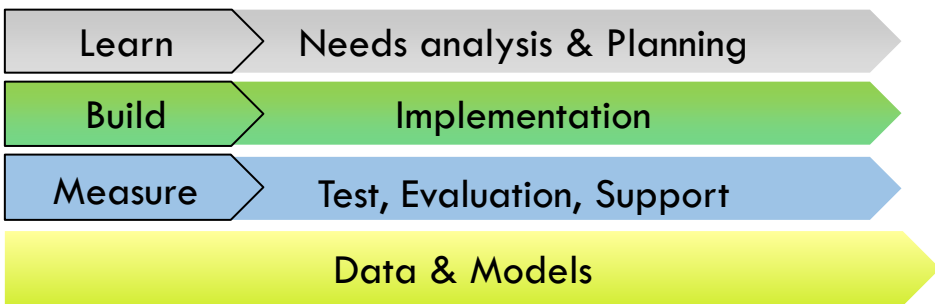 Learn Needs analysis & Planning
Build Implementation
Measure Test, Evaluation, Support
Data & Models